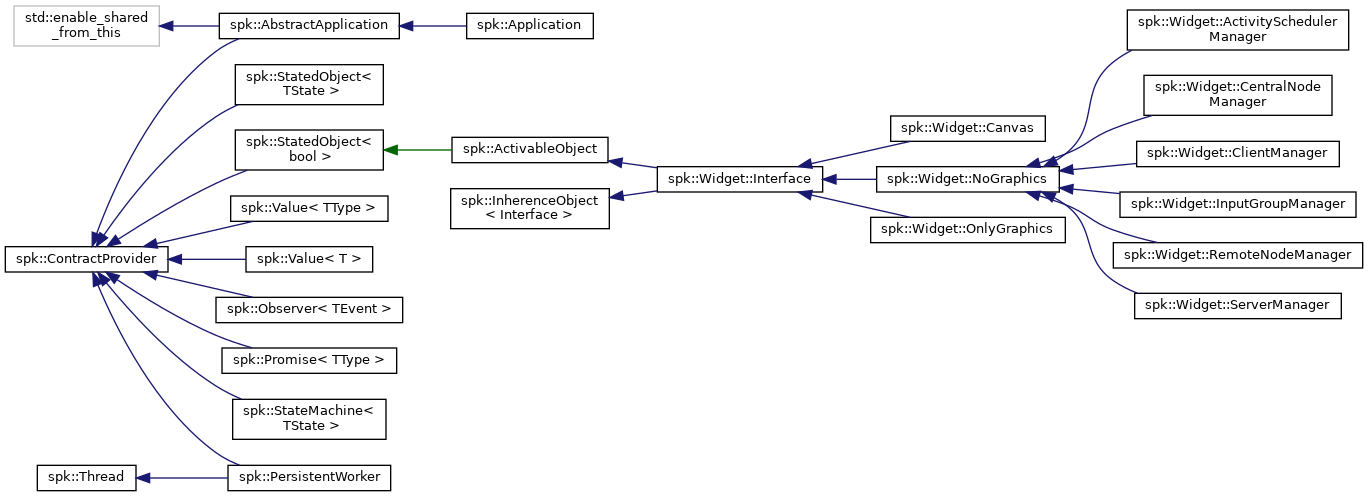 std::enable_shared
_from_this
spk::AbstractApplication
spk::Application
spk::StatedObject<
TState >
spk::StatedObject<
bool >
spk::Value< TType >
spk::ContractProvider
spk::Value< T >
spk::Observer< TEvent >
spk::Promise< TType >
spk::StateMachine<
TState >
spk::Thread
spk::PersistentWorker
spk::ActivableObject
spk::InherenceObject
< Interface >
spk::Widget::Interface
spk::Widget::Canvas
spk::Widget::NoGraphics
spk::Widget::OnlyGraphics
spk::Widget::ActivityScheduler
Manager
spk::Widget::CentralNode
Manager
spk::Widget::ClientManager
spk::Widget::InputGroupManager
spk::Widget::RemoteNodeManager
spk::Widget::ServerManager